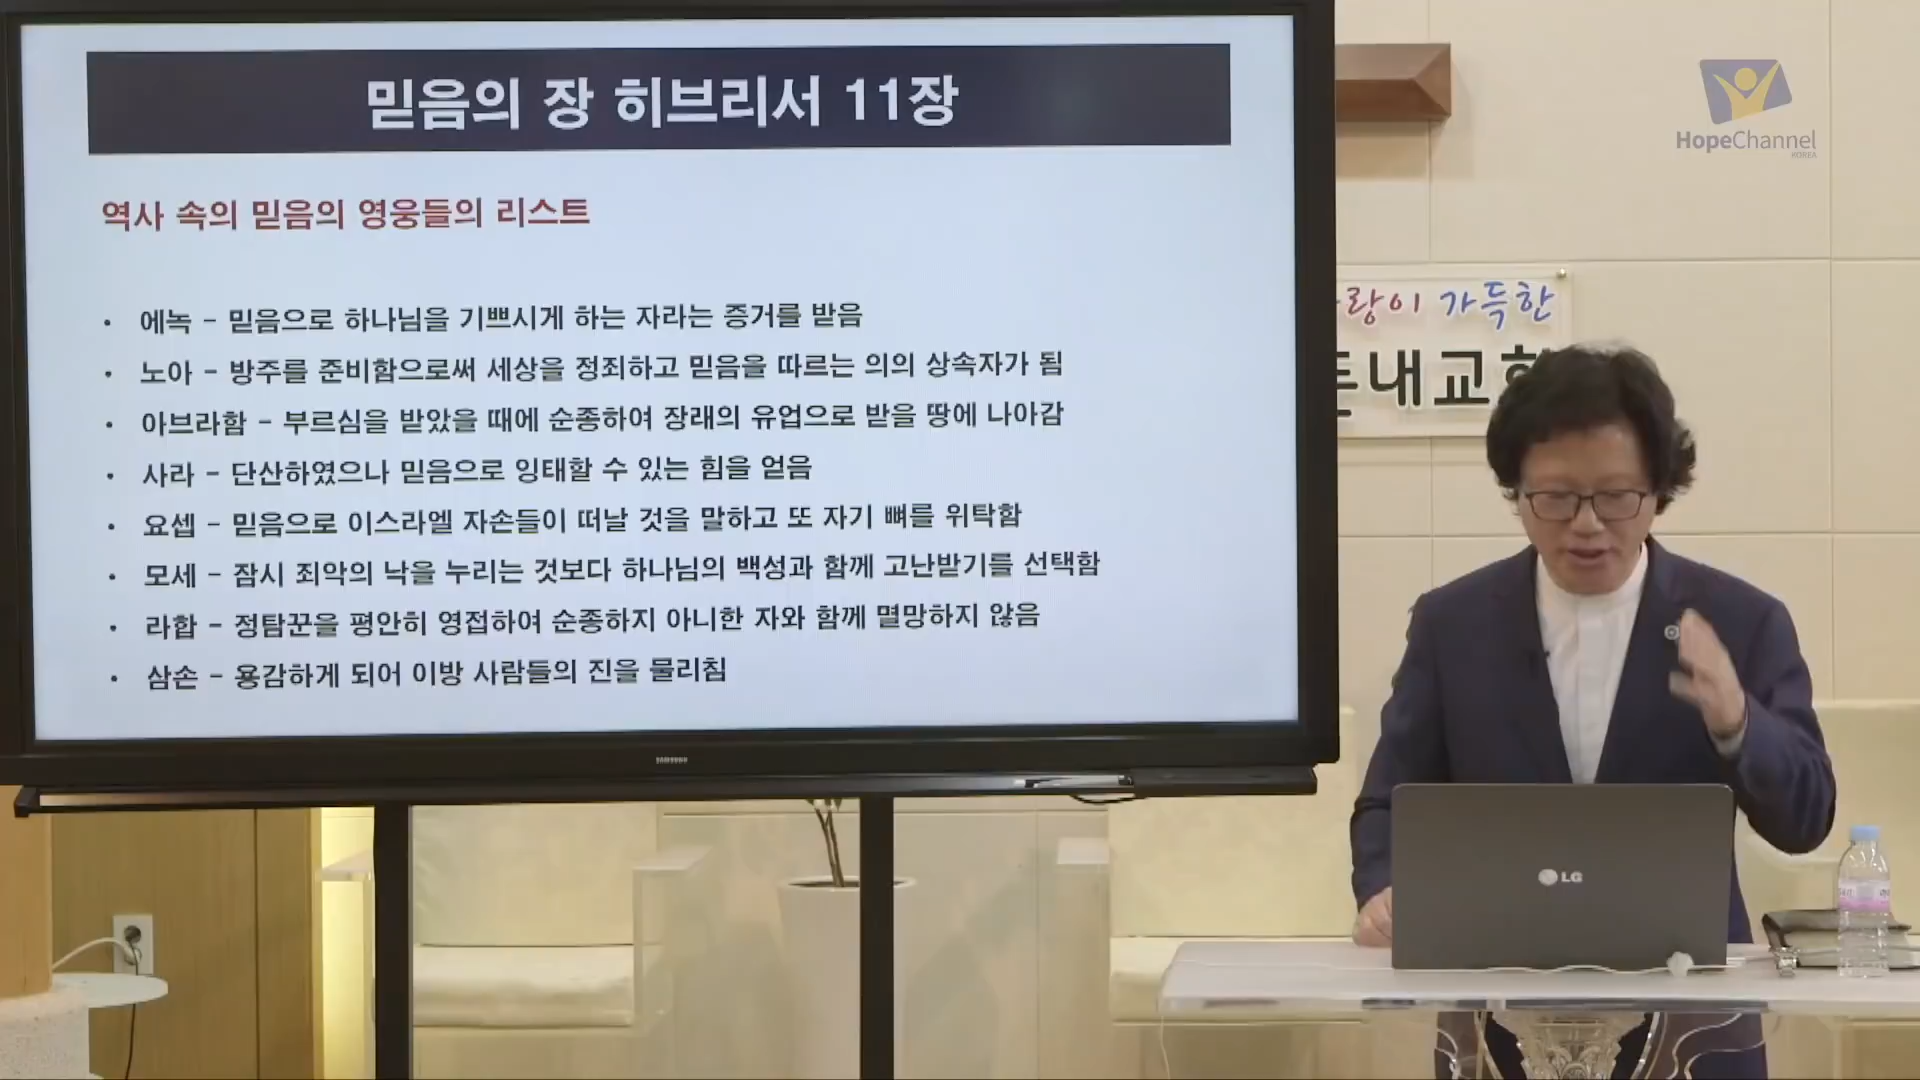 믿음의 장 히브리서 11장
역사 속의 믿음의 영웅들의 리스트
• 에녹 – 믿음으로 하나님을 기쁘시게 하는 자라는 증거를 받음
• 노아 – 방주를 준비함으로써 세상을 정죄하고 믿음을 따르는 의의 상속자가 됨
• 아브라함 – 부르심을 받았을 때에 순종하여 장래의 유업으로 받을 땅에 나아감
• 사라 – 단산하였으나 믿음으로 잉태할 수 있는 힘을 얻음
• 요셉 – 믿음으로 이스라엘 자손들이 떠날 것을 말하고 또 자기 뼈를 위탁함
• 모세 – 잠시 죄악의 낙을 누리는 것보다 하나님의 백성과 함께 고난받기를 선택함
• 라합 – 정탐꾼을 평안히 영접하여 순종하지 아니한 자와 함께 멸망하지 않음
• 삼손 – 용감하게 되어 이방 사람들의 진을 물리침
SAMSUNG
HopeChannel
KOREA
랑이 가득한
내교회
LG